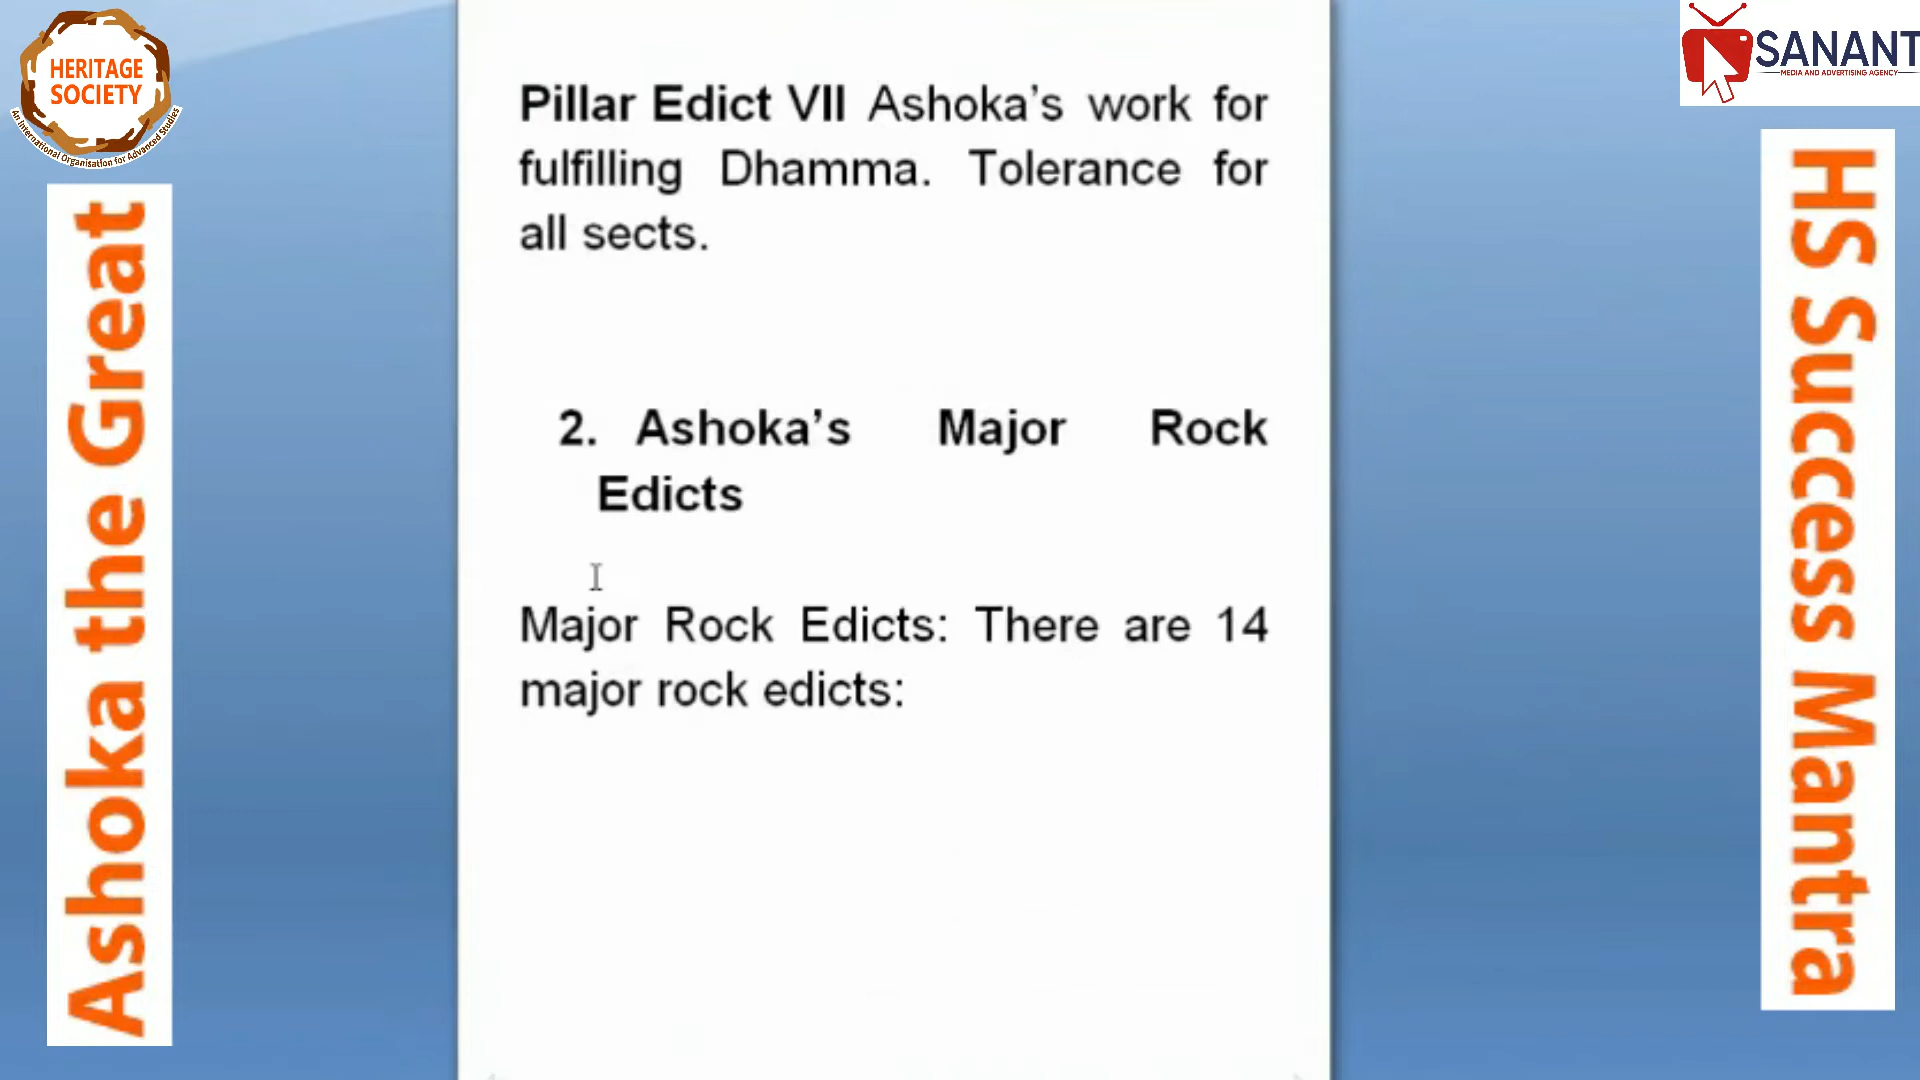 HERITAGE
SOCIETY
An International Organisation for Advanced Studies
SANANT
MEDIA AND ADVERTISING AGENCY
Ashoka the Great
Pillar Edict VII Ashoka’s work for
fulfilling Dhamma. Tolerance for
all sects.
2. Ashoka’s Major Rock
Edicts
Major Rock Edicts: There are 14
major rock edicts:
HS Success Mantra